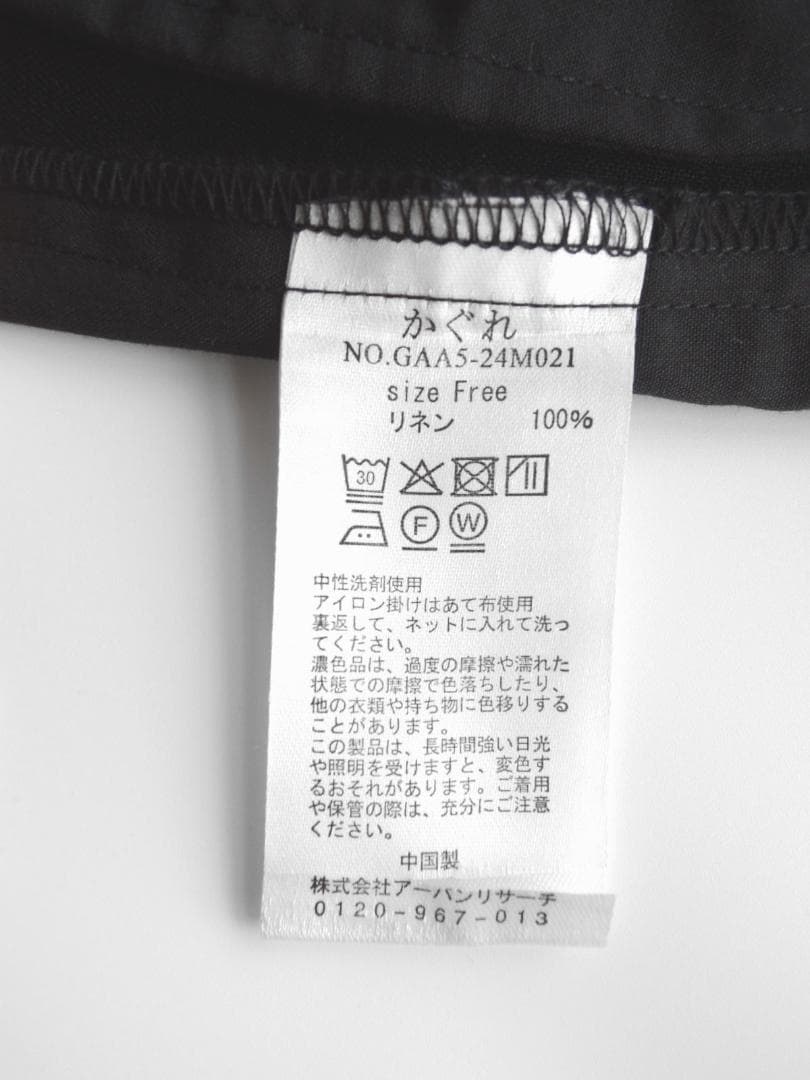 かぐれ
NO.GAA5-24M021
size Free
リネン 100%
30
F W
中性洗剤使用
アイロン掛けはあて布使用
裏返して、ネットに入れて洗っ
てください。
濃色品は、過度の摩擦や濡れた
状態での摩擦で色落ちしたり、
他の衣類や持ち物に色移りする
ことがあります。
この製品は、長時間強い日光
や照明を受けますと、変色す
るおそれがあります。ご着用
や保管の際は、充分にご注意
ください。
中国製
株式会社アーバンリサーチ
0120-967-013